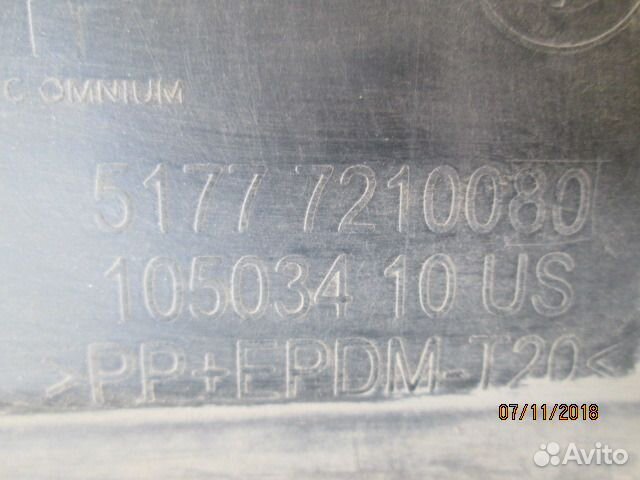 C OMNIUM
5177 7210080
105034 10 US
>PP+EPDM-T20<
07/11/2018
Avito